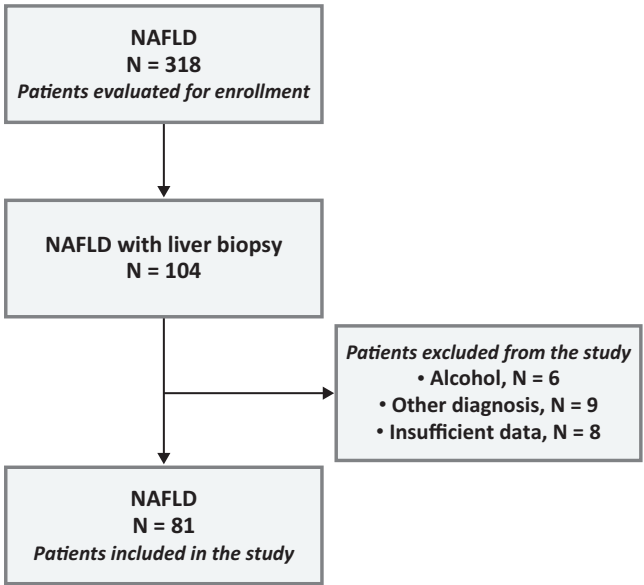 NAFLD
N = 318
Patients evaluated for enrollment
NAFLD with liver biopsy
N = 104
Patients excluded from the study
• Alcohol, N = 6
• Other diagnosis, N = 9
• Insufficient data, N = 8
NAFLD
N = 81
Patients included in the study